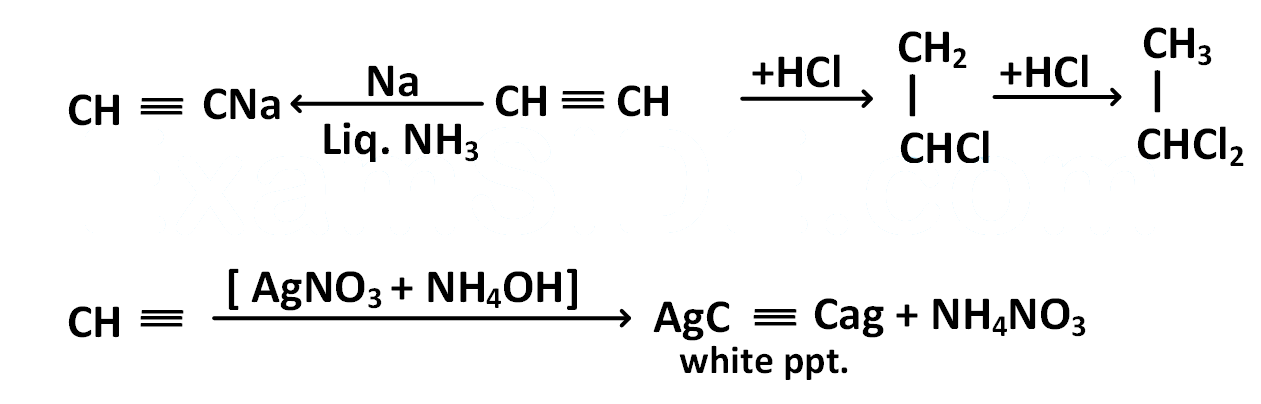 CH ≡ CNa ← Na Liq. NH₃ CH ≡ CH +HCl → CH₂ | CHCl +HCl → CH₃ | CHCl₂
CH ≡ [ AgNO₃ + NH₄OH] → AgC ≡ Cag + NH₄NO₃
white ppt.